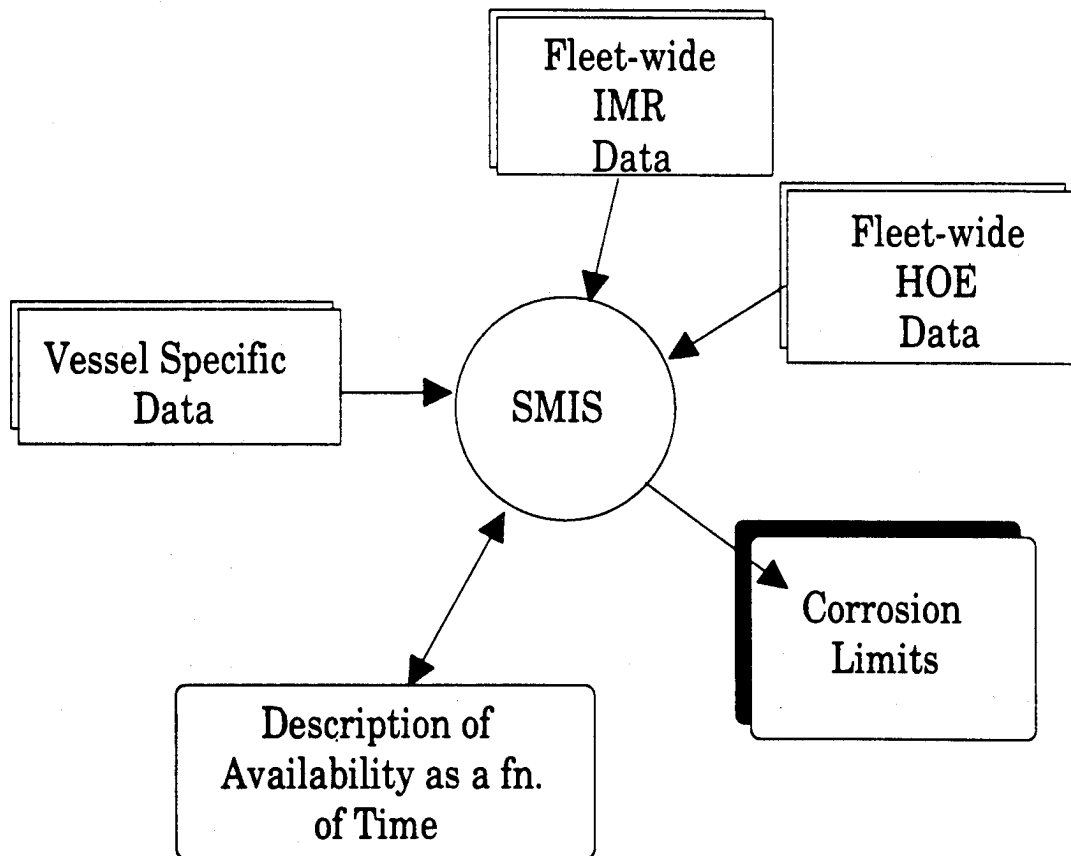 Fleet-wide
IMR
Data
Fleet-wide
HOE
Data
Vessel Specific
Data
SMIS
Corrosion
Limits
Description of
Availability as a fn.
of Time